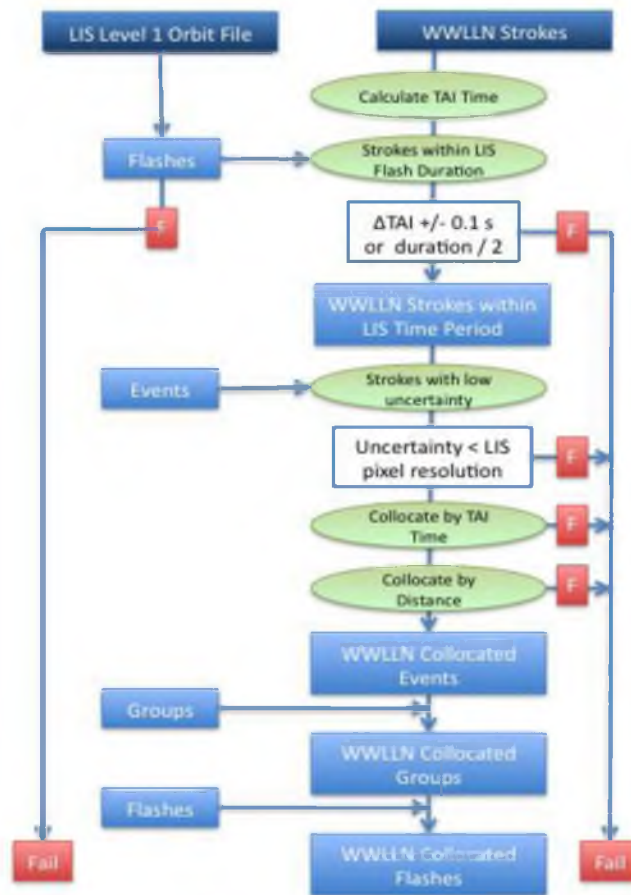 LIS Level 1 Orbit File
WWLLN Strokes
Calculate TAI Time
Flashes
Strokes within LIS
Flash Duration
F
ΔTAI +/- 0.1 s
or duration / 2
F
WWLLN Strokes within
LIS Time Period
Events
Strokes with low
uncertainty
Uncertainty < LIS
pixel resolution
F
Collocate by TAI
Time
F
Collocate by
Distance
F
WWLLN Collocated
Events
Groups
WWLLN Collocated
Groups
Flashes
WWLLN Collocated
Flashes
Fail
Fail